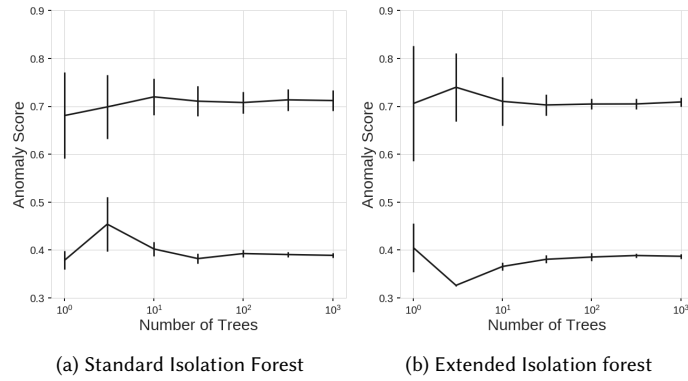 0.9
0.8
0.7
0.6
0.5
0.4
0.3
Anomaly Score
10⁰ 10¹ 10² 10³
Number of Trees
(a) Standard Isolation Forest
0.9
0.8
0.7
0.6
0.5
0.4
0.3
Anomaly Score
10⁰ 10¹ 10² 10³
Number of Trees
(b) Extended Isolation forest